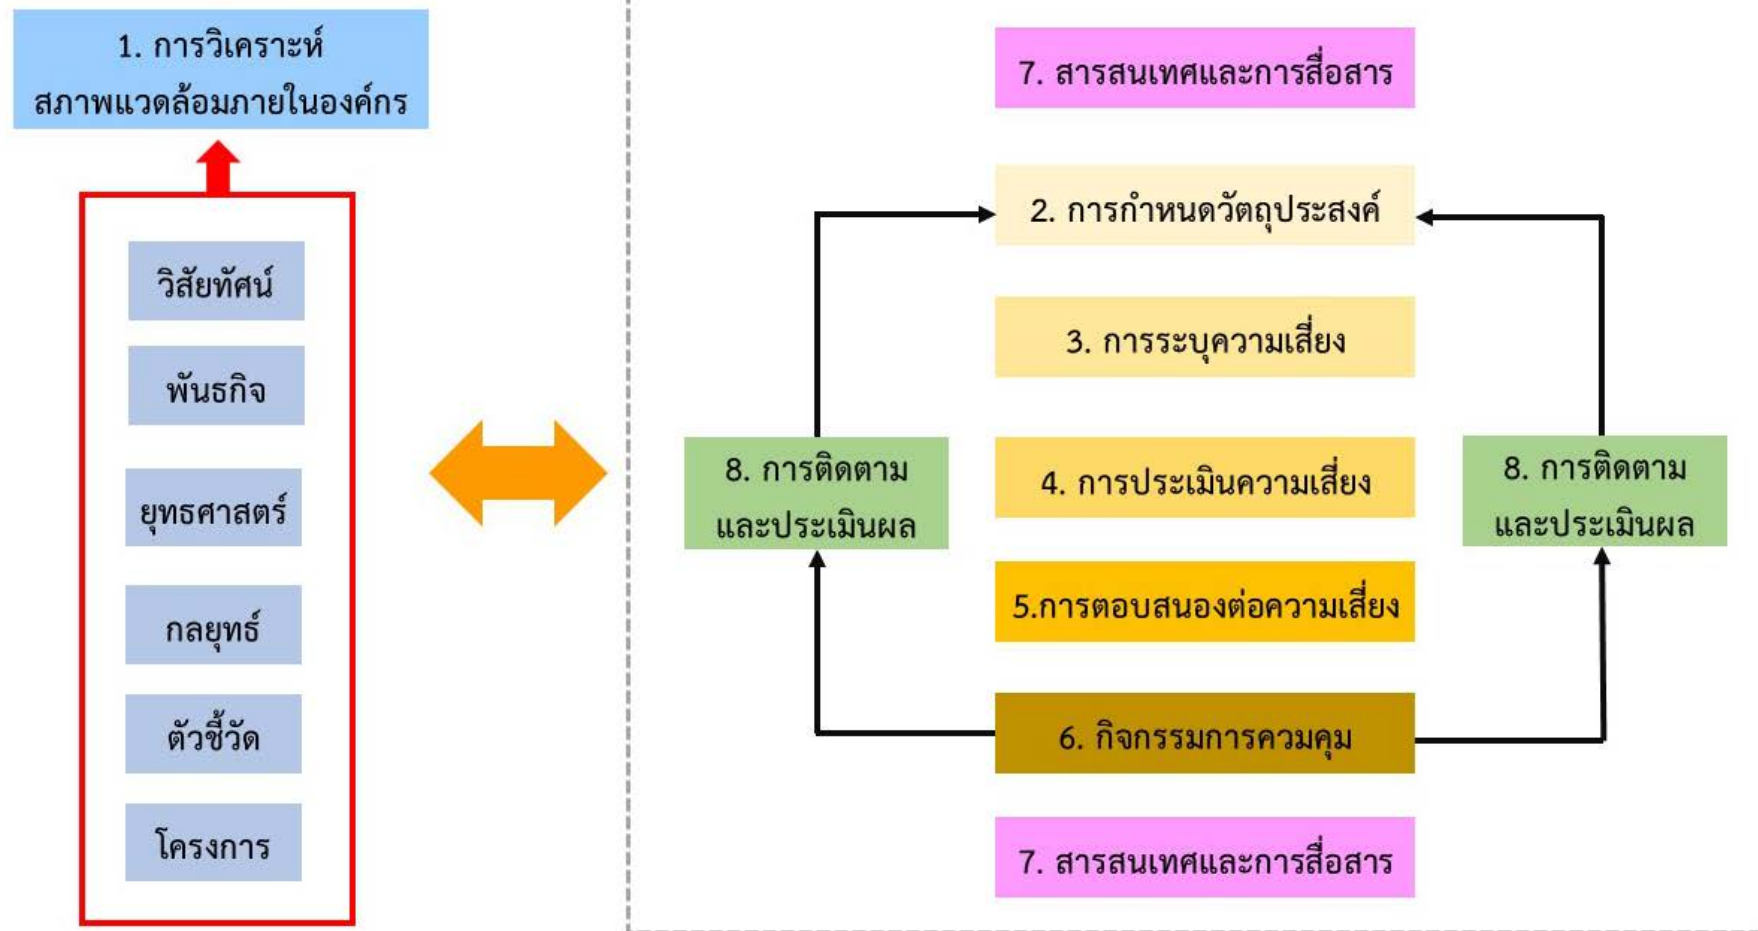 1. การวิเคราะห์
สภาพแวดล้อมภายในองค์กร
วิสัยทัศน์
พันธกิจ
ยุทธศาสตร์
กลยุทธ์
ตัวชี้วัด
โครงการ
7. สารสนเทศและการสื่อสาร
2. การกำหนดวัตถุประสงค์
3. การระบุความเสี่ยง
8. การติดตาม
และประเมินผล
4. การประเมินความเสี่ยง
8. การติดตาม
และประเมินผล
5.การตอบสนองต่อความเสี่ยง
6. กิจกรรมการควมคุม
7. สารสนเทศและการสื่อสาร